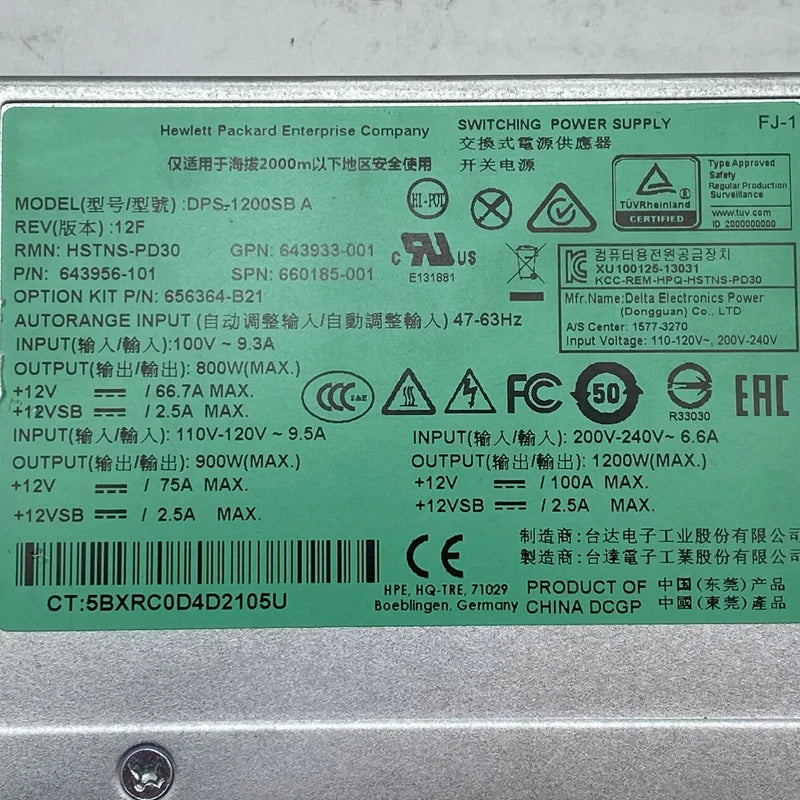 Hewlett Packard Enterprise Company
SWITCHING POWER SUPPLY
FJ-1
仅适用于海拔2000m以下地区安全使用
交換式電源供應器
开关电源
MODEL(型号/型號) :DPS-1200SB A
REV(版本) :12F
RMN: HSTNS-PD30 GPN: 643933-001
P/N: 643956-101 SPN: 660185-001
OPTION KIT P/N: 656364-B21
HI-POT
c RU US
E131881
TÜVRheinland
CERTIFIED
Type Approved
Safety
Regular Production
Surveillance
www.tuv.com
ID 2000000000
컴퓨터용전원공급장치
XU100125-13031
KCC-REM-HPQ-HSTNS-PD30
Mfr.Name:Delta Electronics Power
(Dongguan) Co., LTD
A/S Center: 1577-3270
Input Voltage: 110-120V~, 200V-240V
AUTORANGE INPUT (自动调整输入/自動調整輸入) 47-63Hz
INPUT(输入/輸入):100V ~ 9.3A
OUTPUT(输出/輸出): 800W(MAX.)
+12V / 66.7A MAX.
+12VSB / 2.5A MAX.
CCC S&E
FC
50
R33030
EAC
INPUT(输入/輸入): 110V-120V ~ 9.5A
OUTPUT(输出/輸出): 900W(MAX.)
+12V / 75A MAX.
+12VSB / 2.5A MAX.
INPUT(输入/輸入): 200V-240V~ 6.6A
OUTPUT(输出/輸出): 1200W(MAX.)
+12V / 100A MAX.
+12VSB / 2.5A MAX.
制造商:台达电子工业股份有限公司
製造商:台達電子工業股份有限公
CT:5BXRC0D4D2105U
CE
HPE, HQ-TRE, 71029
Boeblingen, Germany
PRODUCT OF 中国(东莞)产品
CHINA DCGP 中國(東莞)產品